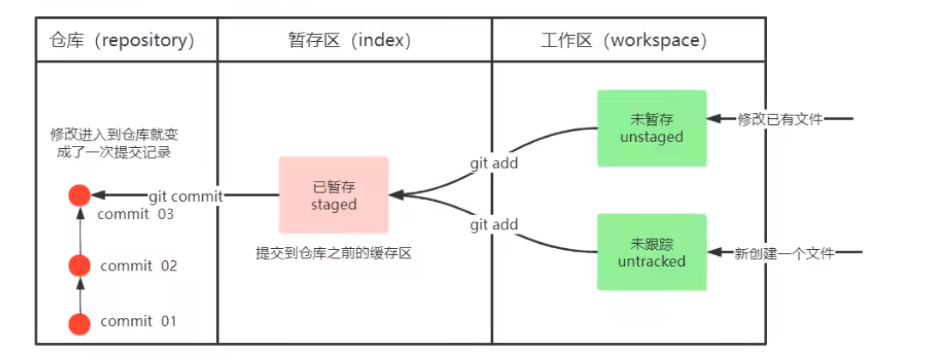 仓库（repository）
暂存区（index）
工作区（workspace）
修改进入到仓库就变
成了一次提交记录
git commit
commit 03
commit 02
commit 01
已暂存
staged
提交到仓库之前的缓存区
git add
git add
未暂存
unstaged
修改已有文件
未跟踪
untracked
新创建一个文件